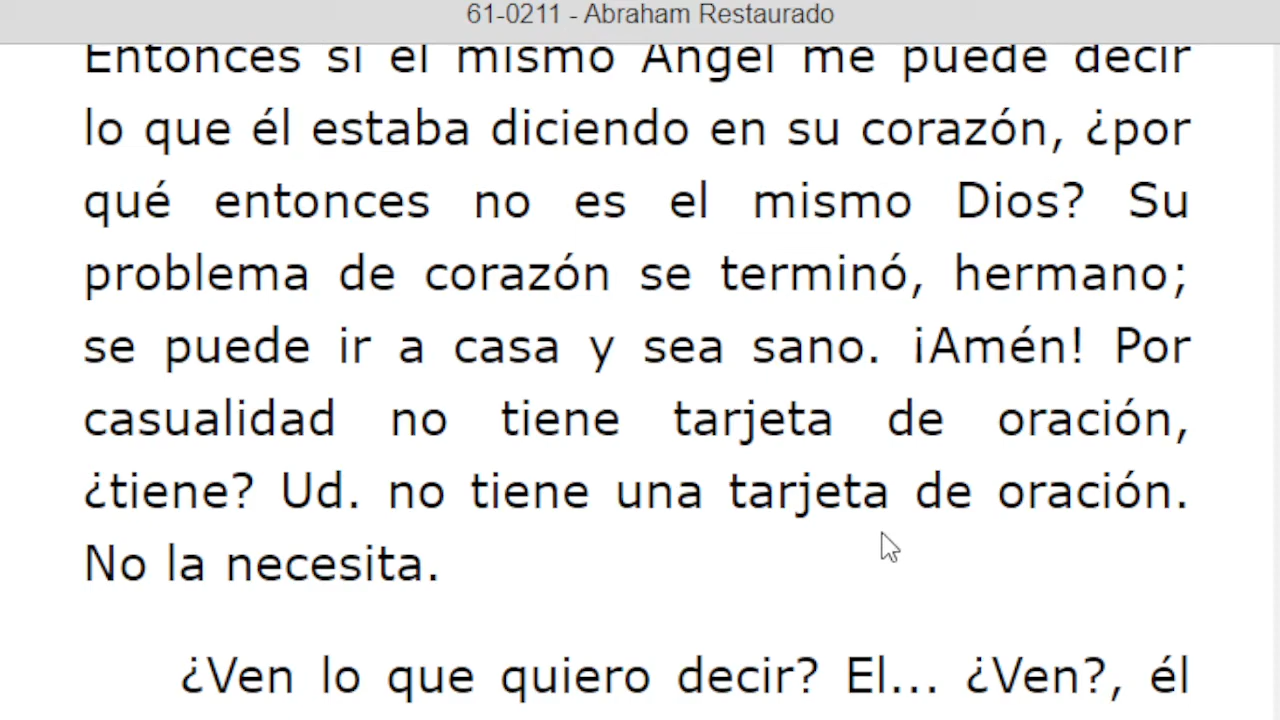 61-0211 - Abraham Restaurado
Entonces si el mismo Angel me puede decir
lo que él estaba diciendo en su corazón, ¿por
qué entonces no es el mismo Dios? Su
problema de corazón se terminó, hermano;
se puede ir a casa y sea sano. ¡Amén! Por
casualidad no tiene tarjeta de oración,
¿tiene? Ud. no tiene una tarjeta de oración.
No la necesita.
¿Ven lo que quiero decir? El... ¿Ven?, él